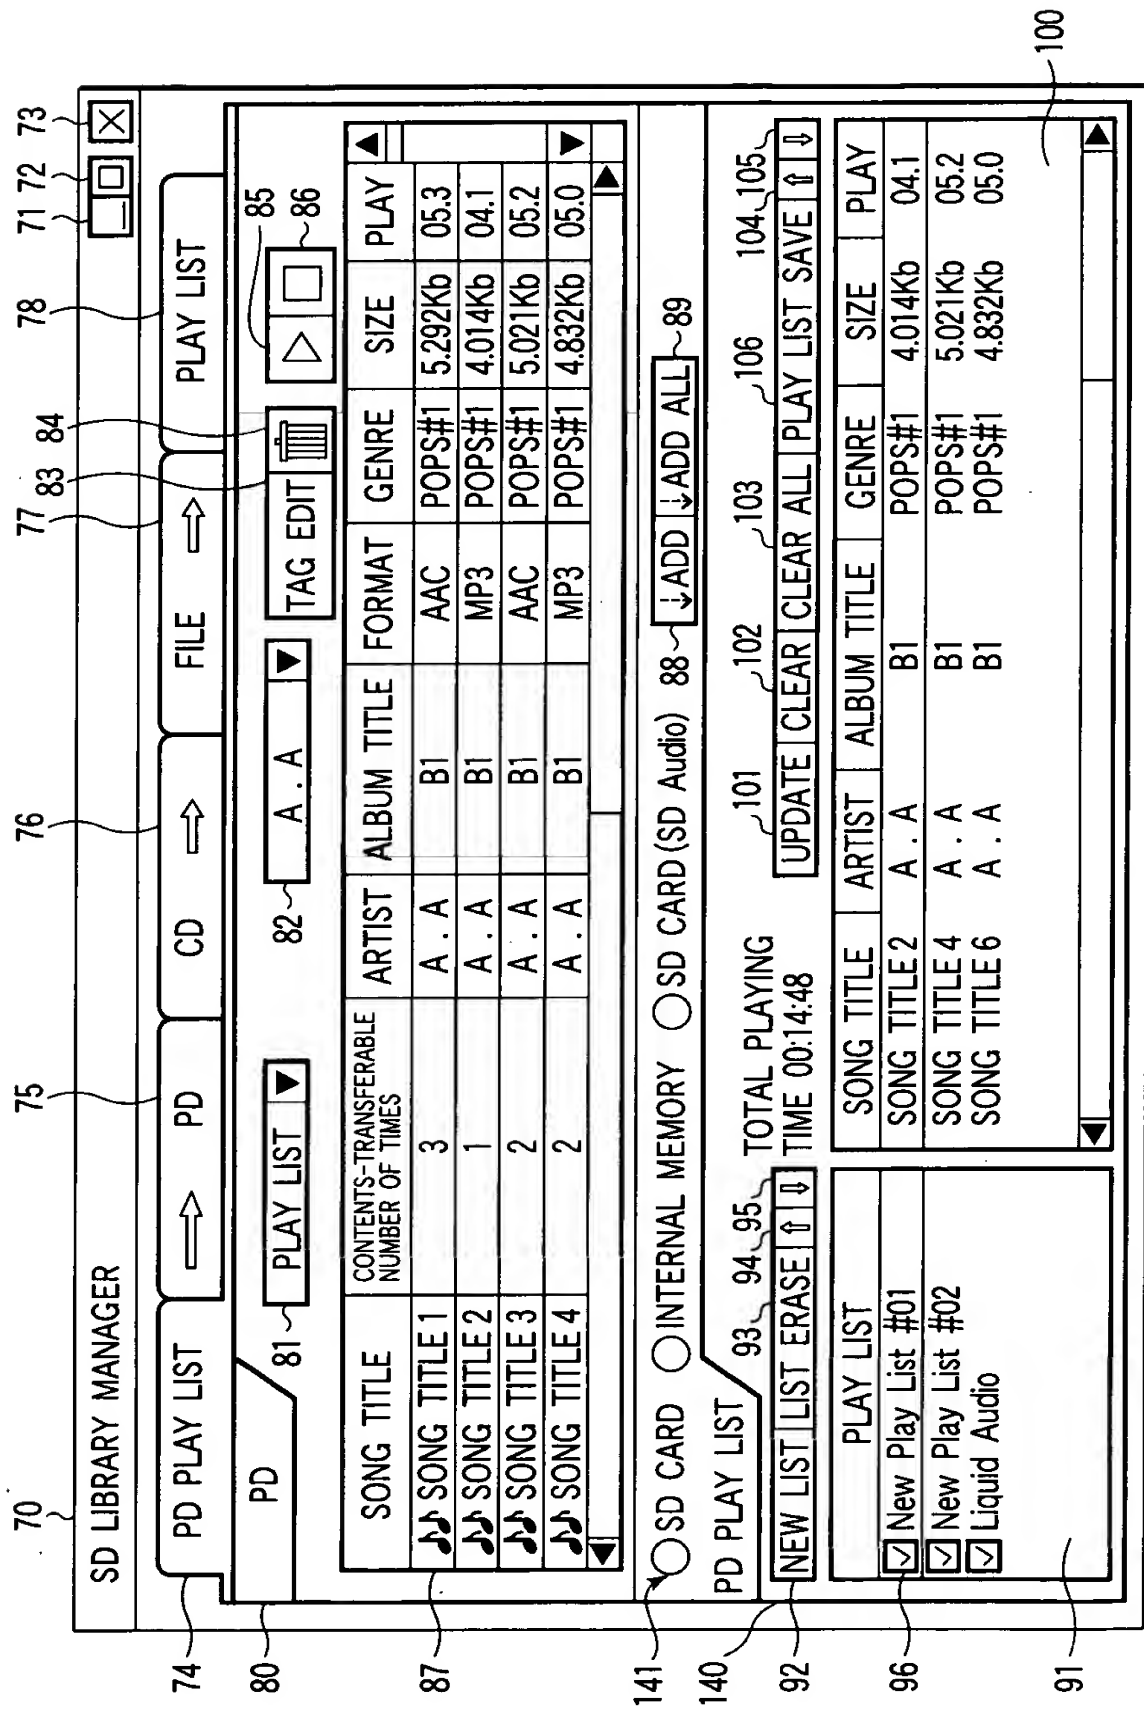 70
71 72 73
SD LIBRARY MANAGER
74 75 76 77 78
PD PLAY LIST
PD
CD
FILE
PLAY LIST
80
PD
81 PLAY LIST
82 A . A
83 84 85 86
TAG EDIT
87
SONG TITLE CONTENTS-TRANSFERABLE NUMBER OF TIMES ARTIST ALBUM TITLE FORMAT GENRE SIZE PLAY
SONG TITLE 1 3 A . A B1 AAC POPS#1 5.292Kb 05.3
SONG TITLE 2 1 A . A B1 MP3 POPS#1 4.014Kb 04.1
SONG TITLE 3 2 A . A B1 AAC POPS#1 5.021Kb 05.2
SONG TITLE 4 2 A . A B1 MP3 POPS#1 4.832Kb 05.0
141 SD CARD INTERNAL MEMORY SD CARD (SD Audio) 88 ADD ADD ALL 89
140
PD PLAY LIST
93 94 95
TOTAL PLAYING
TIME 00:14:48
101 102 103 106 104 105
92 NEW LIST LIST ERASE
UPDATE CLEAR CLEAR ALL PLAY LIST SAVE
PLAY LIST
96 New Play List #01
New Play List #02
Liquid Audio
91
SONG TITLE ARTIST ALBUM TITLE GENRE SIZE PLAY
SONG TITLE 2 A . A B1 POPS#1 4.014Kb 04.1
SONG TITLE 4 A . A B1 POPS#1 5.021Kb 05.2
SONG TITLE 6 A . A B1 POPS#1 4.832Kb 05.0
100